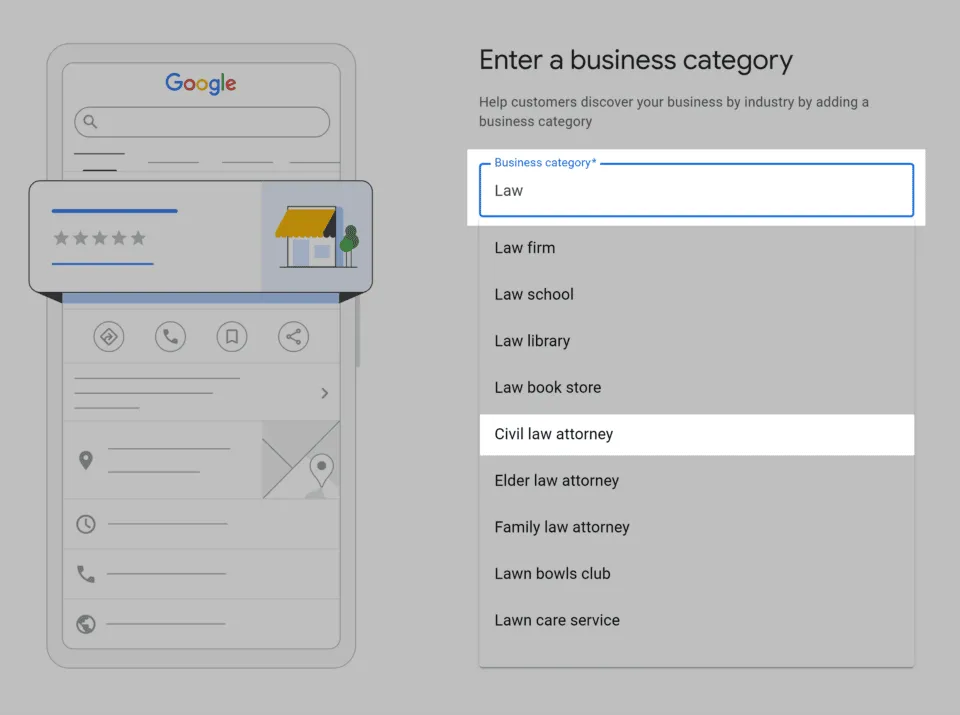 Google
Enter a business category
Help customers discover your business by industry by adding a
business category
Business category*
Law
Law firm
Law school
Law library
Law book store
Civil law attorney
Elder law attorney
Family law attorney
Lawn bowls club
Lawn care service